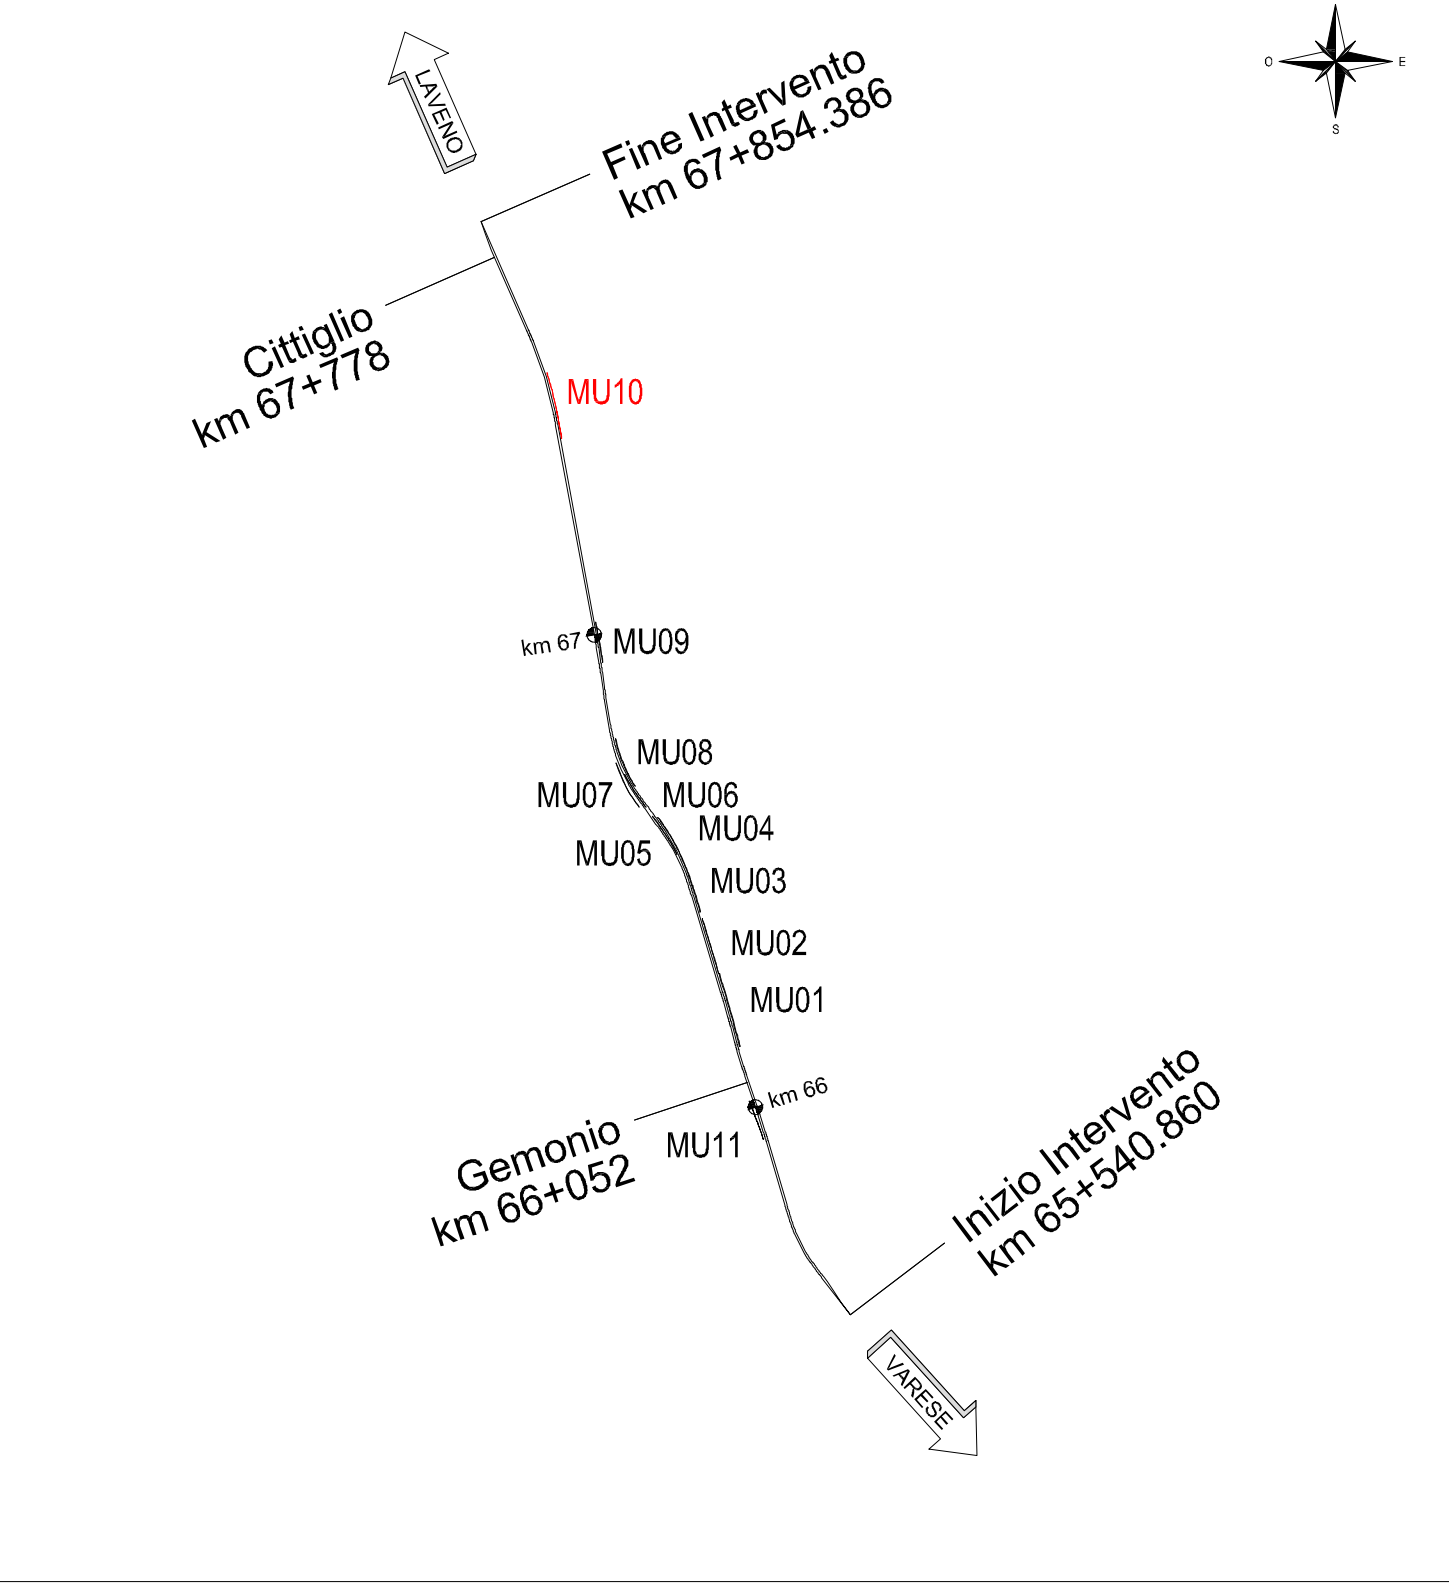 LAVENO
Fine Intervento
km 67+854.386
O
E
S
Cittiglio
km 67+778
MU10
km 67
MU09
MU08
MU07
MU06
MU04
MU05
MU03
MU02
MU01
km 66
Gemonio
km 66+052
MU11
Inizio Intervento
km 65+540.860
VARESE